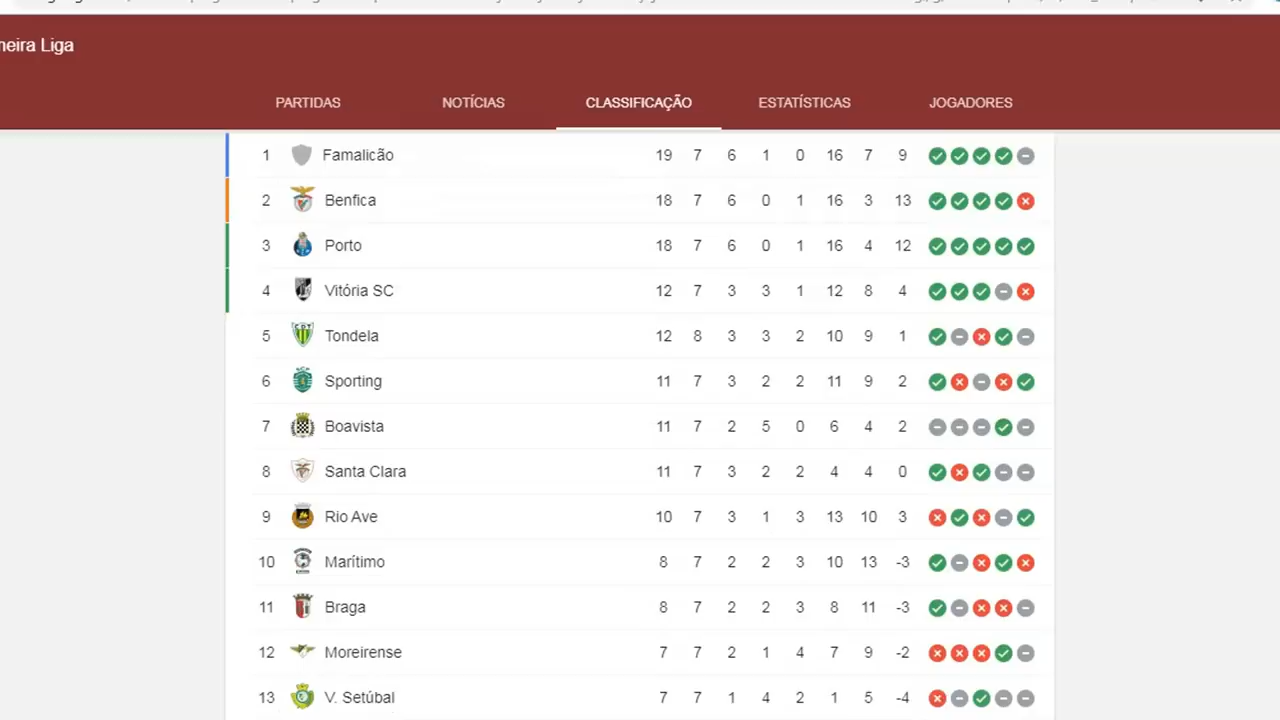 neira Liga
PARTIDAS NOTÍCIAS CLASSIFICAÇÃO ESTATÍSTICAS JOGADORES
1 Famalicão 19 7 6 1 0 16 7 9
2 Benfica 18 7 6 0 1 16 3 13
3 Porto 18 7 6 0 1 16 4 12
4 Vitória SC 12 7 3 3 1 12 8 4
5 Tondela 12 8 3 3 2 10 9 1
6 Sporting 11 7 3 2 2 11 9 2
7 Boavista 11 7 2 5 0 6 4 2
8 Santa Clara 11 7 3 2 2 4 4 0
9 Rio Ave 10 7 3 1 3 13 10 3
10 Marítimo 8 7 2 2 3 10 13 -3
11 Braga 8 7 2 2 3 8 11 -3
12 Moreirense 7 7 2 1 4 7 9 -2
13 V. Setúbal 7 7 1 4 2 1 5 -4